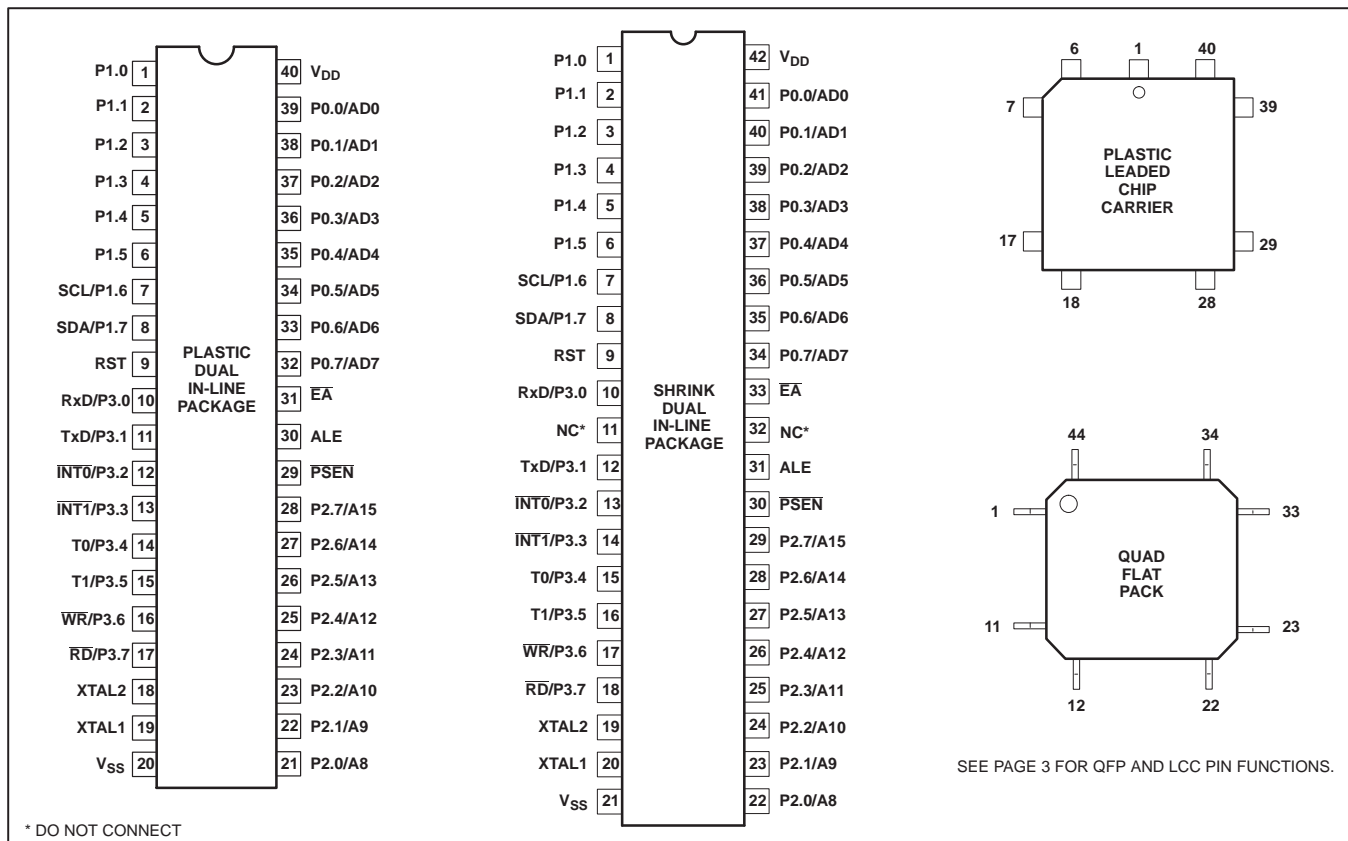 P1.0 1
P1.1 2
P1.2 3
P1.3 4
P1.4 5
P1.5 6
SCL/P1.6 7
SDA/P1.7 8
RST 9
RxD/P3.0 10
TxD/P3.1 11
INT0/P3.2 12
INT1/P3.3 13
T0/P3.4 14
T1/P3.5 15
WR/P3.6 16
RD/P3.7 17
XTAL2 18
XTAL1 19
VSS 20
PLASTIC
DUAL
IN-LINE
PACKAGE
40 VDD
39 P0.0/AD0
38 P0.1/AD1
37 P0.2/AD2
36 P0.3/AD3
35 P0.4/AD4
34 P0.5/AD5
33 P0.6/AD6
32 P0.7/AD7
31 EA
30 ALE
29 PSEN
28 P2.7/A15
27 P2.6/A14
26 P2.5/A13
25 P2.4/A12
24 P2.3/A11
23 P2.2/A10
22 P2.1/A9
21 P2.0/A8
P1.0 1
P1.1 2
P1.2 3
P1.3 4
P1.4 5
P1.5 6
SCL/P1.6 7
SDA/P1.7 8
RST 9
RxD/P3.0 10
NC* 11
TxD/P3.1 12
INT0/P3.2 13
INT1/P3.3 14
T0/P3.4 15
T1/P3.5 16
WR/P3.6 17
RD/P3.7 18
XTAL2 19
XTAL1 20
VSS 21
SHRINK
DUAL
IN-LINE
PACKAGE
42 VDD
41 P0.0/AD0
40 P0.1/AD1
39 P0.2/AD2
38 P0.3/AD3
37 P0.4/AD4
36 P0.5/AD5
35 P0.6/AD6
34 P0.7/AD7
33 EA
32 NC*
31 ALE
30 PSEN
29 P2.7/A15
28 P2.6/A14
27 P2.5/A13
26 P2.4/A12
25 P2.3/A11
24 P2.2/A10
23 P2.1/A9
22 P2.0/A8
6 1 40
7 39
PLASTIC
LEADED
CHIP
CARRIER
17 29
18 28
44 34
1 33
QUAD
FLAT
PACK
11 23
12 22
SEE PAGE 3 FOR QFP AND LCC PIN FUNCTIONS.
* DO NOT CONNECT